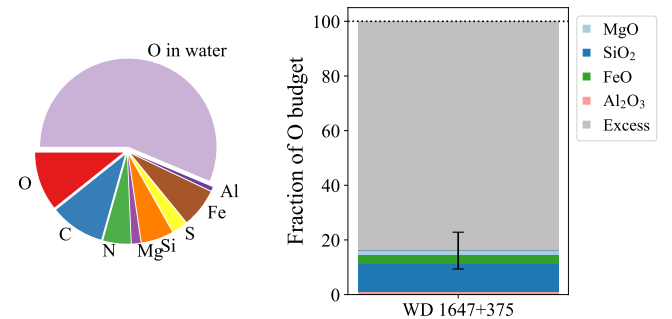 O in water
O
C
N
Mg
Si
S
Fe
Al
Fraction of O budget
100
80
60
40
20
0
WD 1647+375
MgO
SiO₂
FeO
Al₂O₃
Excess